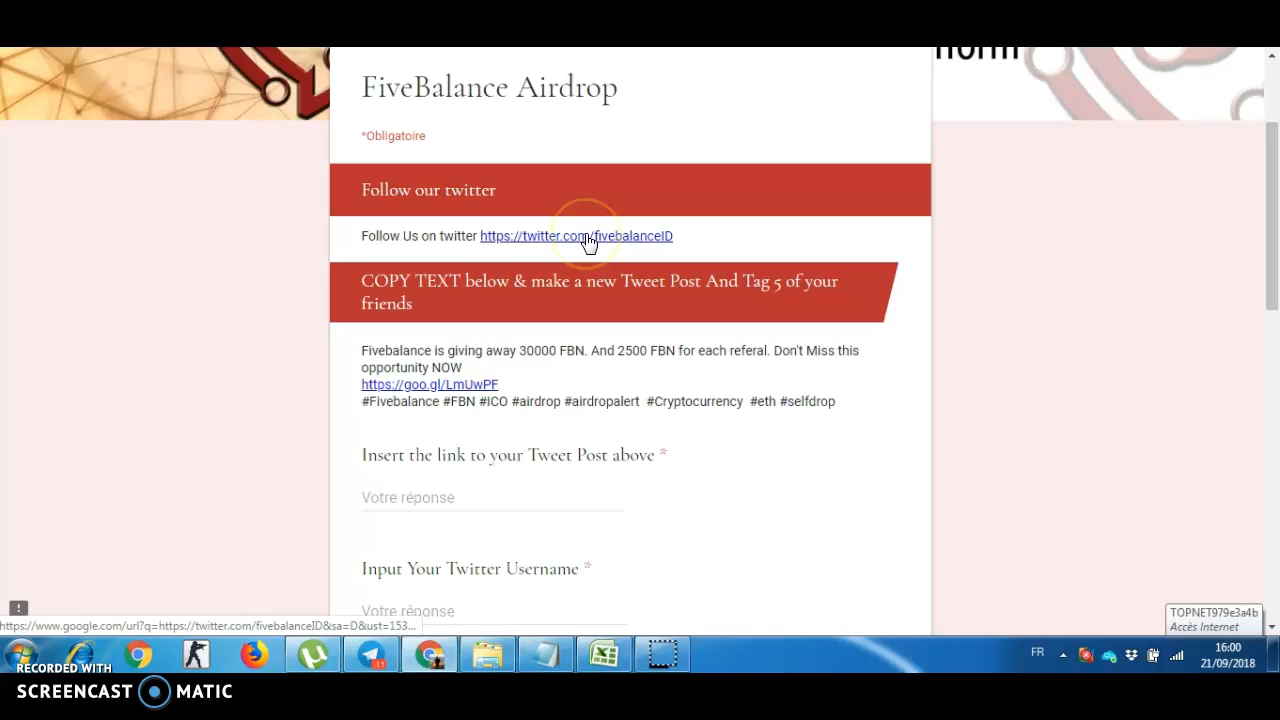 norm
FiveBalance Airdrop
*Obligatoire
Follow our twitter
Follow Us on twitter https://twitter.com/fivebalanceID
COPY TEXT below & make a new Tweet Post And Tag 5 of your
friends
Fivebalance is giving away 30000 FBN. And 2500 FBN for each referal. Don't Miss this
opportunity NOW
https://goo.gl/LmUwPF
#Fivebalance #FBN #ICO #airdrop #airdropalert #Cryptocurrency #eth #selfdrop
Insert the link to your Tweet Post above *
Votre réponse
Input Your Twitter Username *
Votre réponse
https://www.google.com/url?q=https://twitter.com/fivebalanceID&sa=D&ust=153...
TOPNET979e3a4b
Accès Internet
11
FR
16:00
21/09/2018
RECORDED WITH
SCREENCAST MATIC